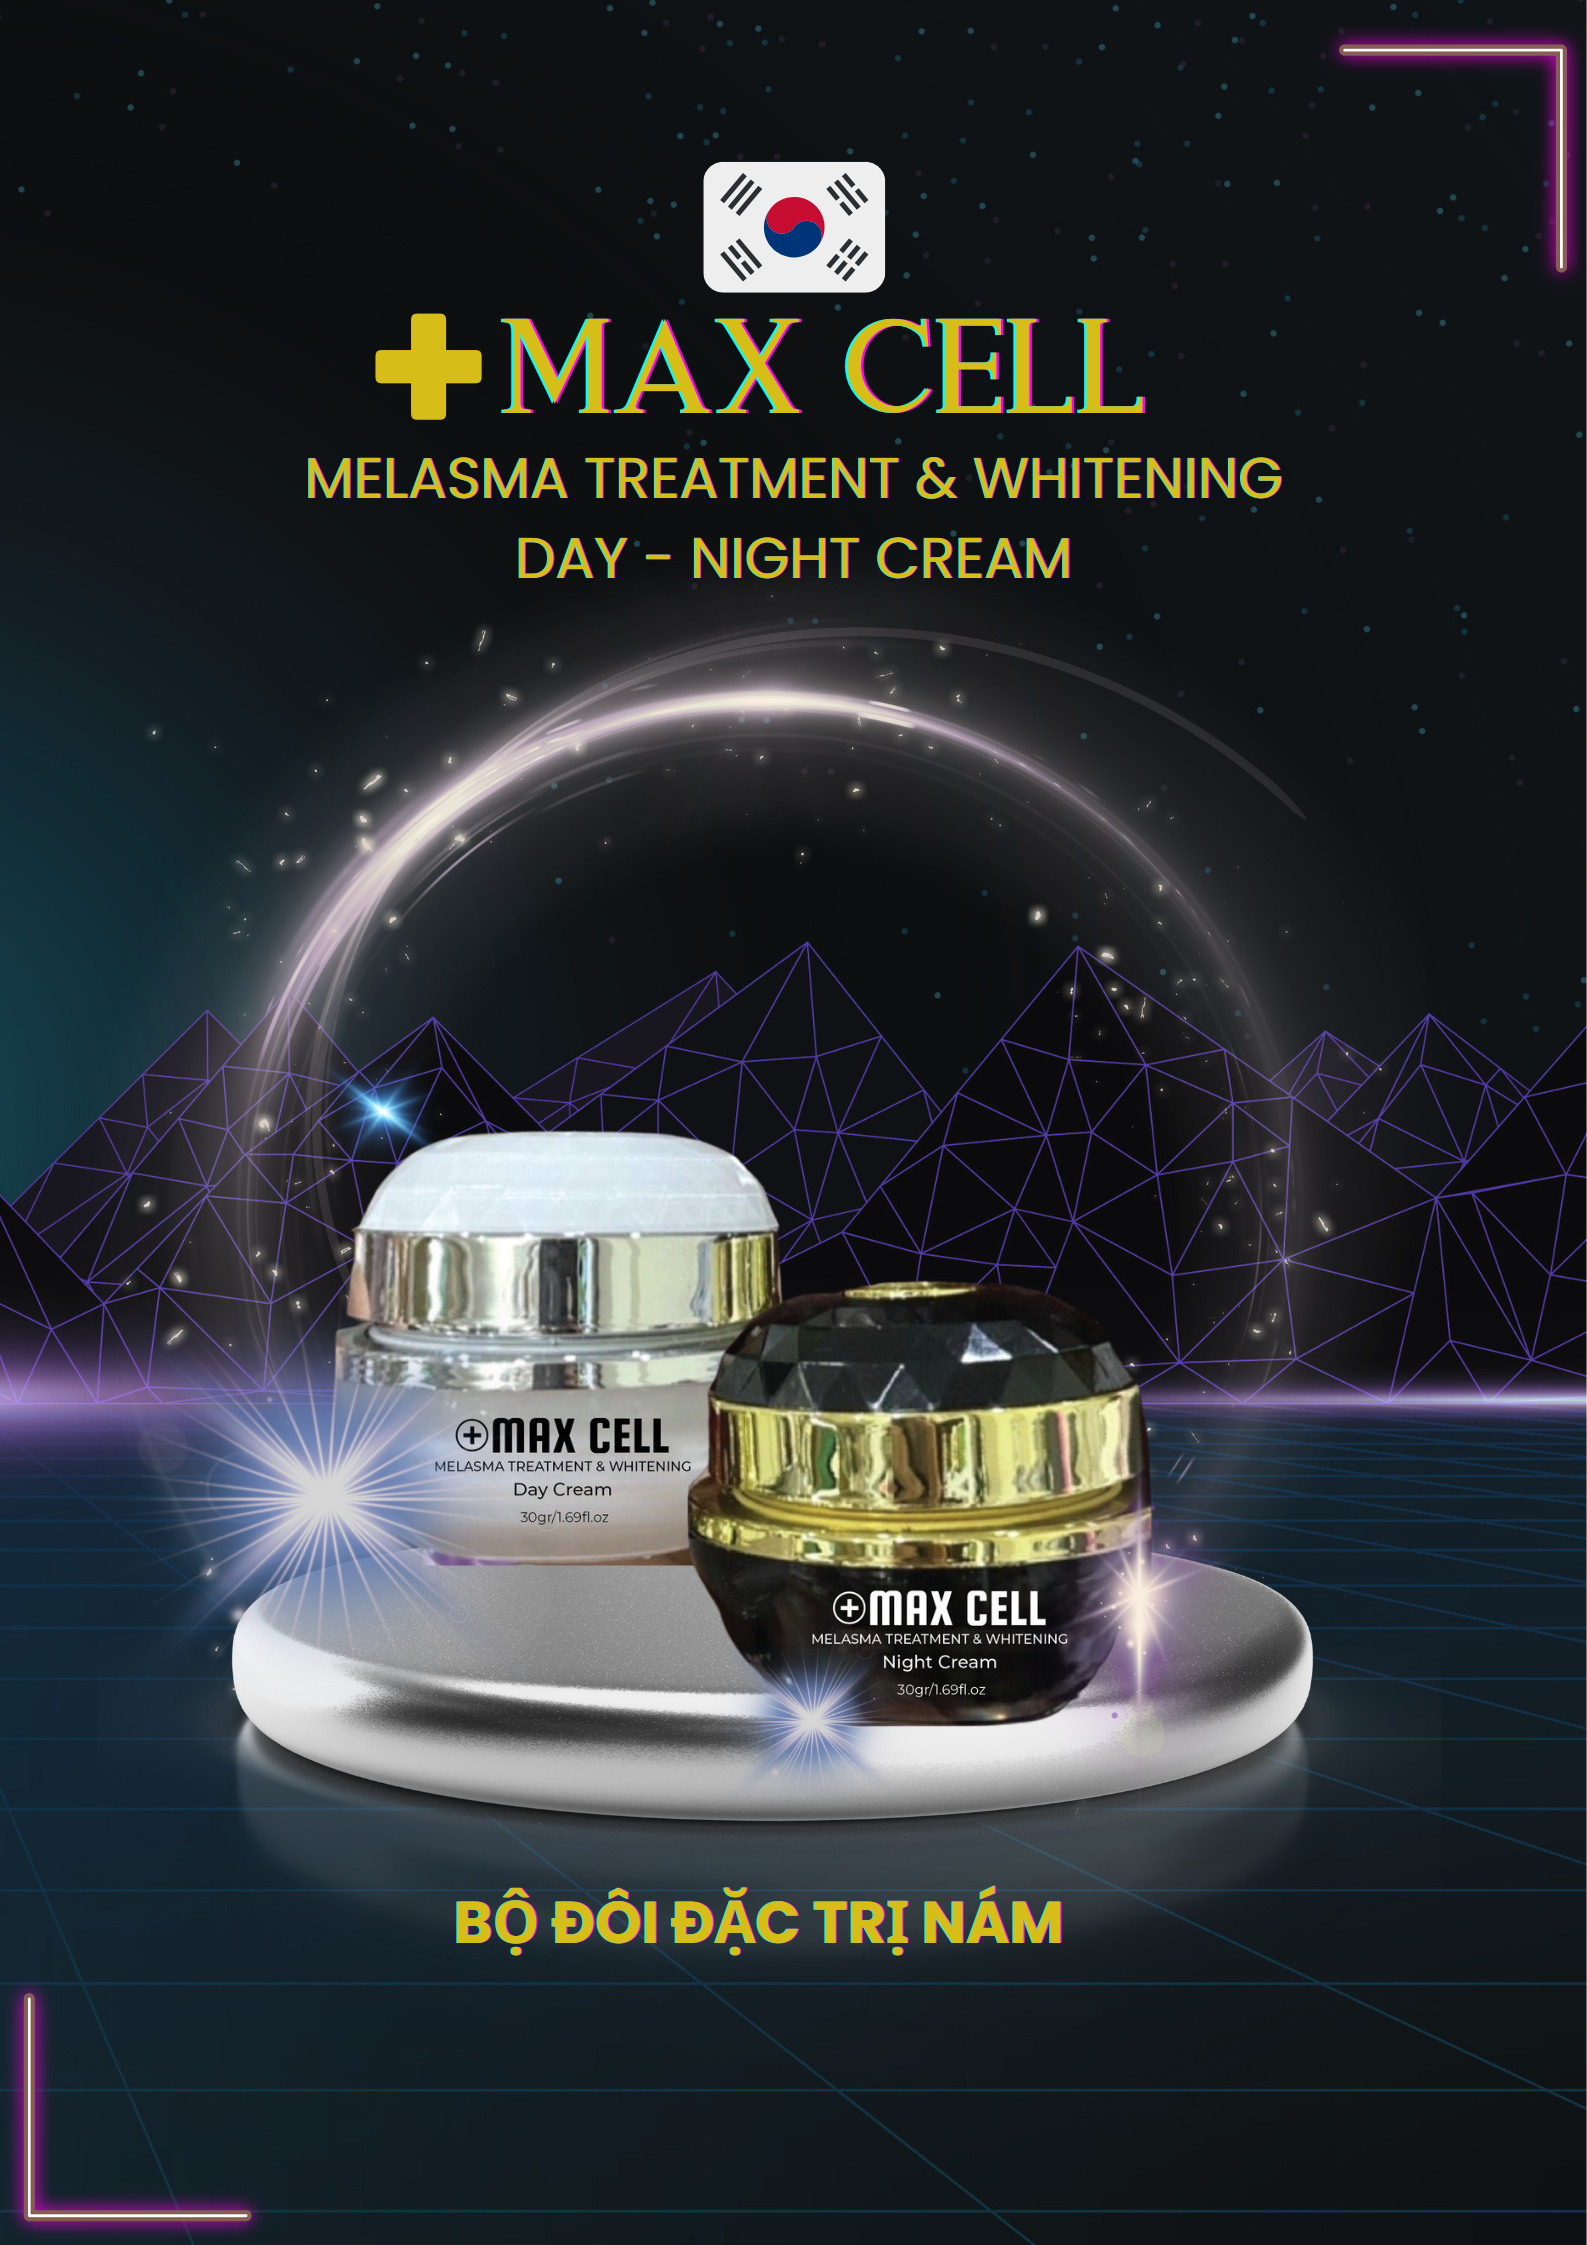 MAX CELL
MELASMA TREATMENT & WHITENING
DAY - NIGHT CREAM
MAX CELL
MELASMA TREATMENT & WHITENING
Day Cream
30gr/1.69fl.oz
MAX CELL
MELASMA TREATMENT & WHITENING
Night Cream
30gr/1.69fl.oz
BỘ ĐÔI ĐẶC TRỊ NÁM